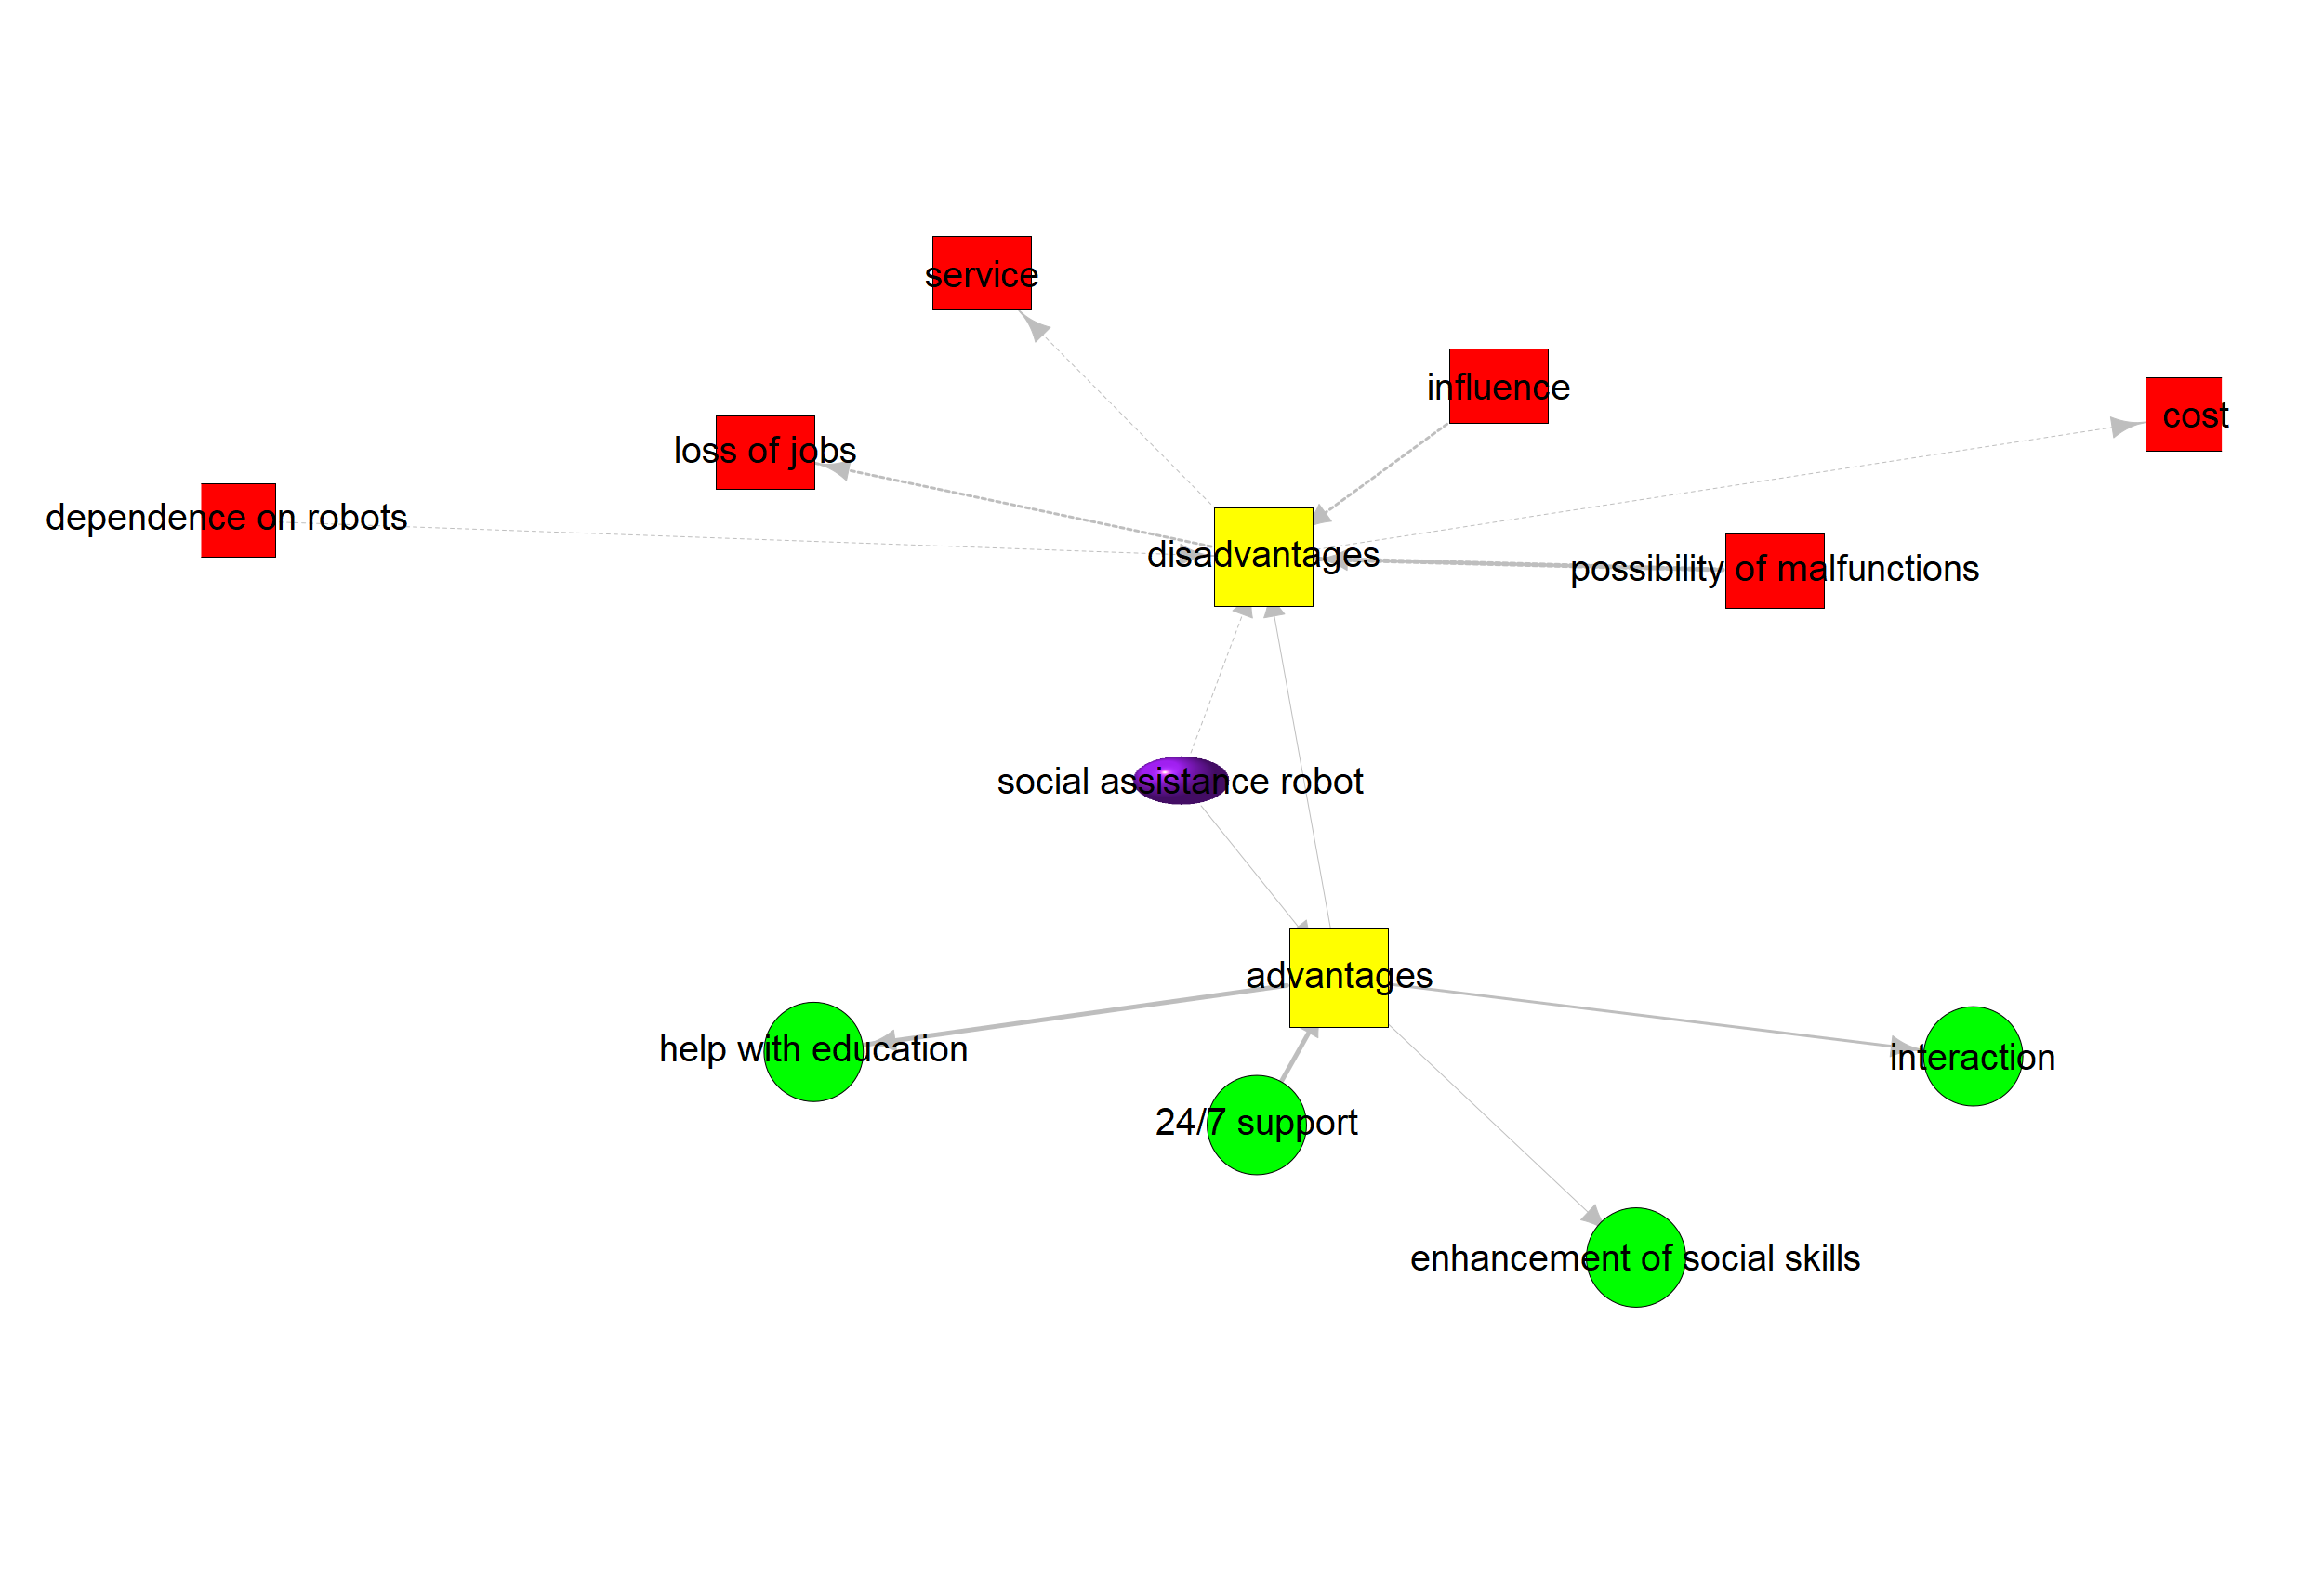 service
influence
cost
loss of jobs
dependence on robots
disadvantages
possibility of malfunctions
social assistance robot
advantages
help with education
interaction
24/7 support
enhancement of social skills